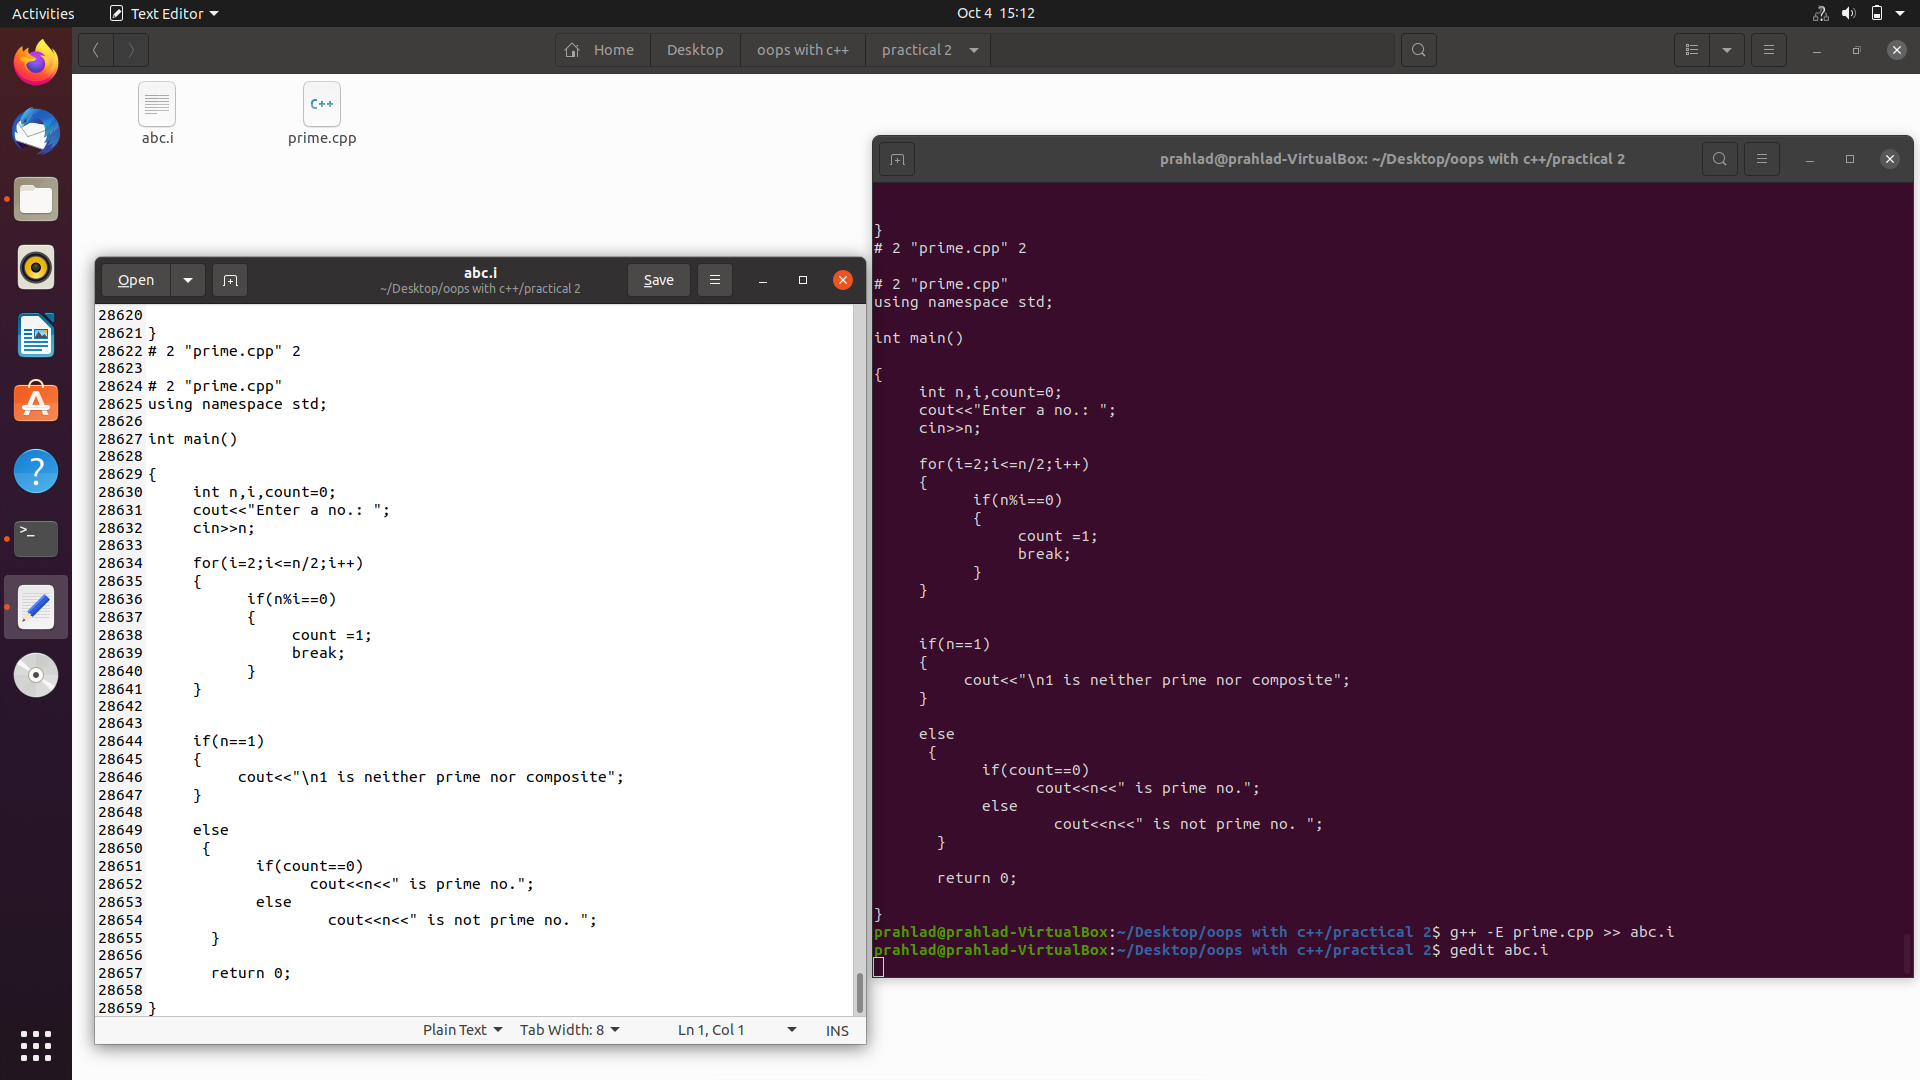 Activities
Text Editor
Oct 4 15:12
Home
Desktop
oops with c++
practical 2
abc.i
C++
prime.cpp
Open
abc.i
~/Desktop/oops with c++/practical 2
Save
28620
28621 }
28622 # 2 "prime.cpp" 2
28623
28624 # 2 "prime.cpp"
28625 using namespace std;
28626
28627 int main()
28628
28629 {
28630      int n,i,count=0;
28631      cout<<"Enter a no.: ";
28632      cin>>n;
28633
28634      for(i=2;i<=n/2;i++)
28635      {
28636            if(n%i==0)
28637            {
28638                 count =1;
28639                 break;
28640            }
28641      }
28642
28643
28644      if(n==1)
28645      {
28646           cout<<"\n1 is neither prime nor composite";
28647      }
28648
28649      else
28650       {
28651             if(count==0)
28652                   cout<<n<<" is prime no.";
28653             else
28654                     cout<<n<<" is not prime no. ";
28655        }
28656
28657        return 0;
28658
28659 }
Plain Text
Tab Width: 8
Ln 1, Col 1
INS
prahlad@prahlad-VirtualBox: ~/Desktop/oops with c++/practical 2
}
# 2 "prime.cpp" 2
# 2 "prime.cpp"
using namespace std;
int main()
{
     int n,i,count=0;
     cout<<"Enter a no.: ";
     cin>>n;
     for(i=2;i<=n/2;i++)
     {
           if(n%i==0)
           {
                count =1;
                break;
           }
     }
     if(n==1)
     {
          cout<<"\n1 is neither prime nor composite";
     }
     else
      {
            if(count==0)
                  cout<<n<<" is prime no.";
            else
                    cout<<n<<" is not prime no. ";
       }
       return 0;
}
prahlad@prahlad-VirtualBox:~/Desktop/oops with c++/practical 2$ g++ -E prime.cpp >> abc.i
prahlad@prahlad-VirtualBox:~/Desktop/oops with c++/practical 2$ gedit abc.i